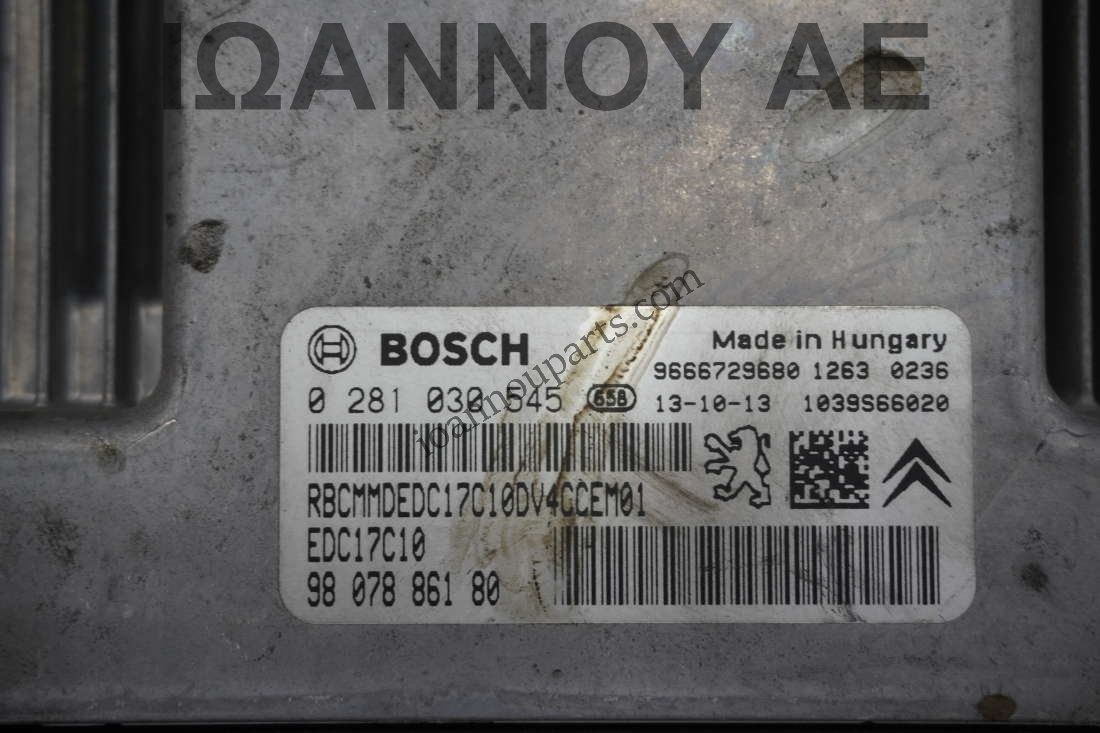 ΙΩΑΝΝΟΥ ΑΕ
ioannouparts.com
BOSCH
Made in Hungary
9666729680 1263 0236
0 281 030 545 658 13-10-13 1039S66020
RBCMMDEDC17C10DV4CCEM01
EDC17C10
98 078 861 80